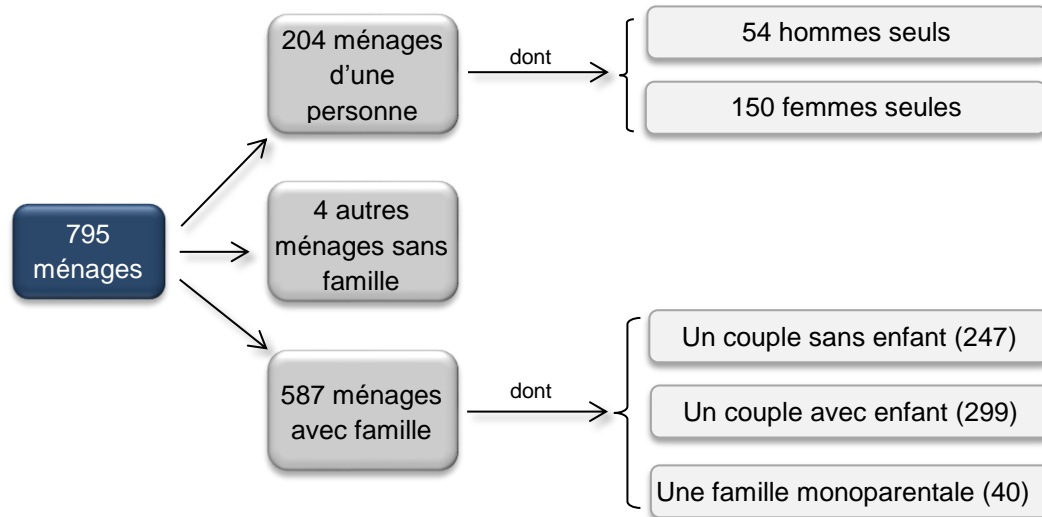 795
ménages
204 ménages
d’une
personne
dont
54 hommes seuls
150 femmes seules
4 autres
ménages sans
famille
587 ménages
avec famille
dont
Un couple sans enfant (247)
Un couple avec enfant (299)
Une famille monoparentale (40)